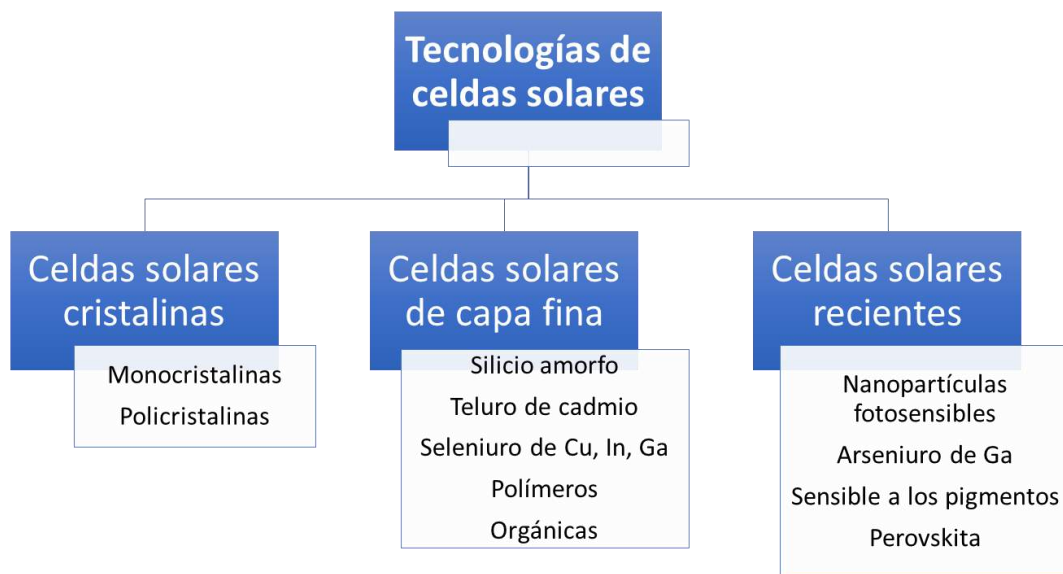 Tecnologías de
celdas solares
Celdas solares
cristalinas
Monocristalinas
Policristalinas
Celdas solares
de capa fina
Silicio amorfo
Teluro de cadmio
Seleniuro de Cu, In, Ga
Polímeros
Orgánicas
Celdas solares
recientes
Nanopartículas
fotosensibles
Arseniuro de Ga
Sensible a los pigmentos
Perovskita